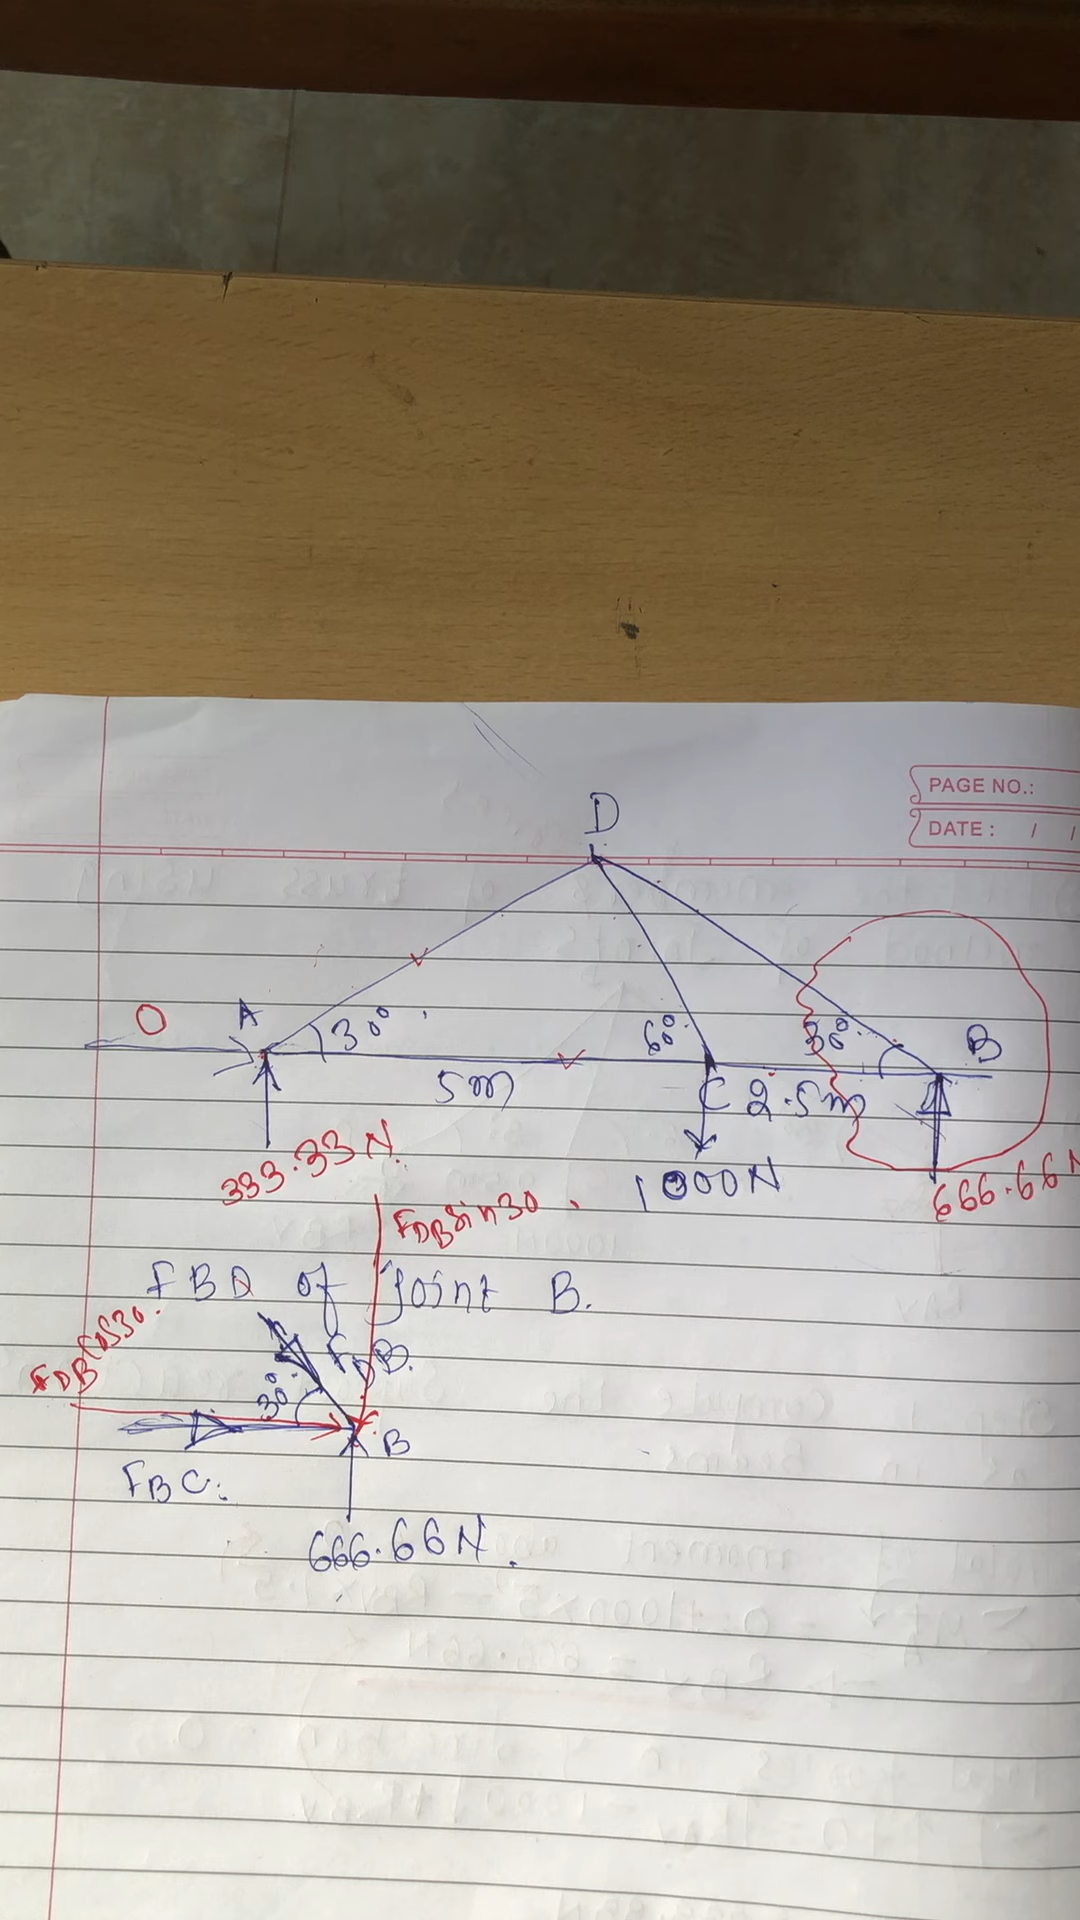 PAGE NO.:
DATE: / /
D
O
A
30°
60°
30°
B
5m
C 2.5m
333.33N.
1000N
666.66N
FDB sin30
FBD of joint B.
FDB cos30.
FDB.
30°
B
FBC.
666.66N.